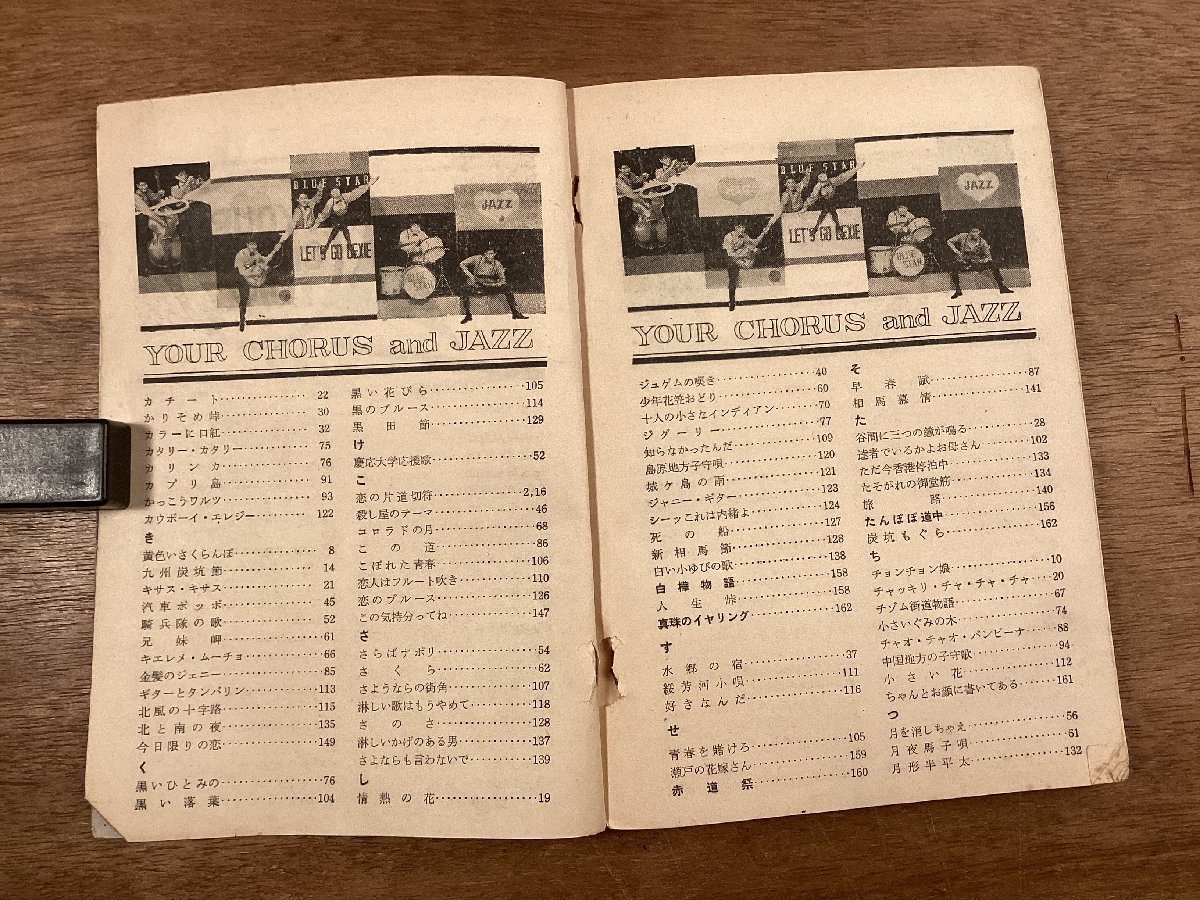 BLUE STAR
JAZZ
LET'S GO DEXIE
YOUR CHORUS and JAZZ
カチート 22
かりそめ峠 30
カラーに口紅 32
カタリー・カタリー 75
カリンカ 76
カプリ島 91
かっこうワルツ 93
カウボーイ・エレジー 122
き
黄色いさくらんぼ 8
九州炭坑節 14
キサス・キサス 21
汽車ポッポ 45
騎兵隊の歌 52
兄妹岬 61
キエレメ・ムーチョ 66
金髪のジェニー 85
ギターとタンバリン 113
北風の十字路 115
北と南の夜 135
今日限りの恋 149
く
黒いひとみの 76
黒い落葉 104
黒い花びら 105
黒のブルース 114
黒田節 129
け
慶応大学応援歌 52
こ
恋の片道切符 2,16
殺し屋のテーマ 46
コロラドの月 68
この道 86
こぼれた青春 106
恋人はフルート吹き 110
恋のブルース 126
この気持分ってね 147
さ
さらばナポリ 54
さくら 62
さようならの街角 107
淋しい歌はもうやめて 118
さのさ 128
淋しいかげのある男 137
さよならも言わないで 139
し
情熱の花 19
BLUE STAR
JAZZ
LET'S GO DEXIE
YOUR CHORUS and JAZZ
ジュゲムの嘆き 40
少年花笠おどり 60
十人の小さなインディアン 70
ジグーリー 77
知らなかったんだ 109
島原地方子守唄 120
城ヶ島の雨 121
ジャニー・ギター 123
シーッこれは内緒よ 124
死の船 127
新相馬節 128
白い小ゆびの歌 138
白樺物語 158
人生峠 158
真珠のイヤリング 162
す
水郷の宿 37
綏芳河小唄 111
好きなんだ 116
せ
青春を賭けろ 105
瀬戸の花嫁さん 159
赤道祭 160
そ
早春賦 87
相馬慕情 141
た
谷間に三つの鐘が鳴る 28
達者でいるかよお母さん 102
ただ今香港停泊中 133
たそがれの御堂筋 134
旅路 140
たんぽぽ道中 156
炭坑もぐら 162
ち
チョンチョン娘 10
チャッキリ・チャ・チャ・チャ 20
チゾム街道物語 67
小さいぐみの木 74
チャオ・チャオ・バンビーナ 88
中国地方の子守歌 94
小さい花 112
ちゃんとお顔に書いてある 161
つ
月を消しちゃえ 56
月夜馬子唄 61
月形半平太 132